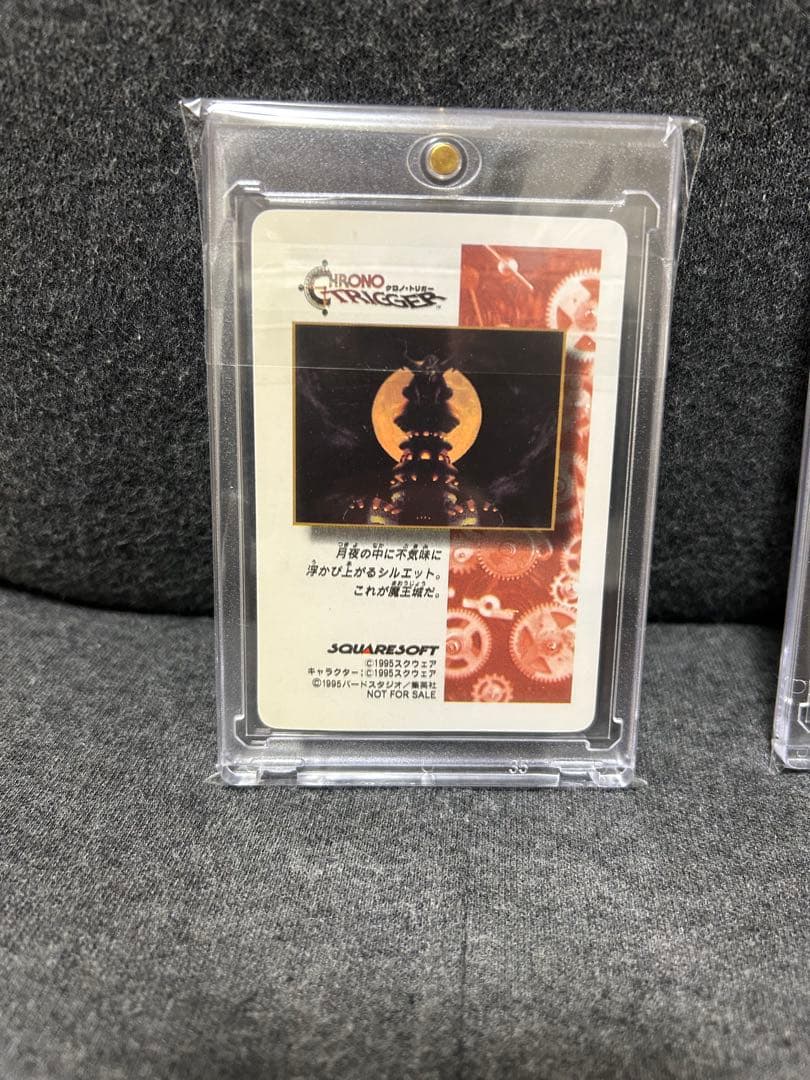 CHRONO
クロノ・トリガー
TRIGGER
TM
月夜の中に不気味に
浮かび上がるシルエット。
これが魔王城だ。
SQUARESOFT
©1995スクウェア
キャラクター:©1995スクウェア
©1995バードスタジオ/集英社
NOT FOR SALE
35